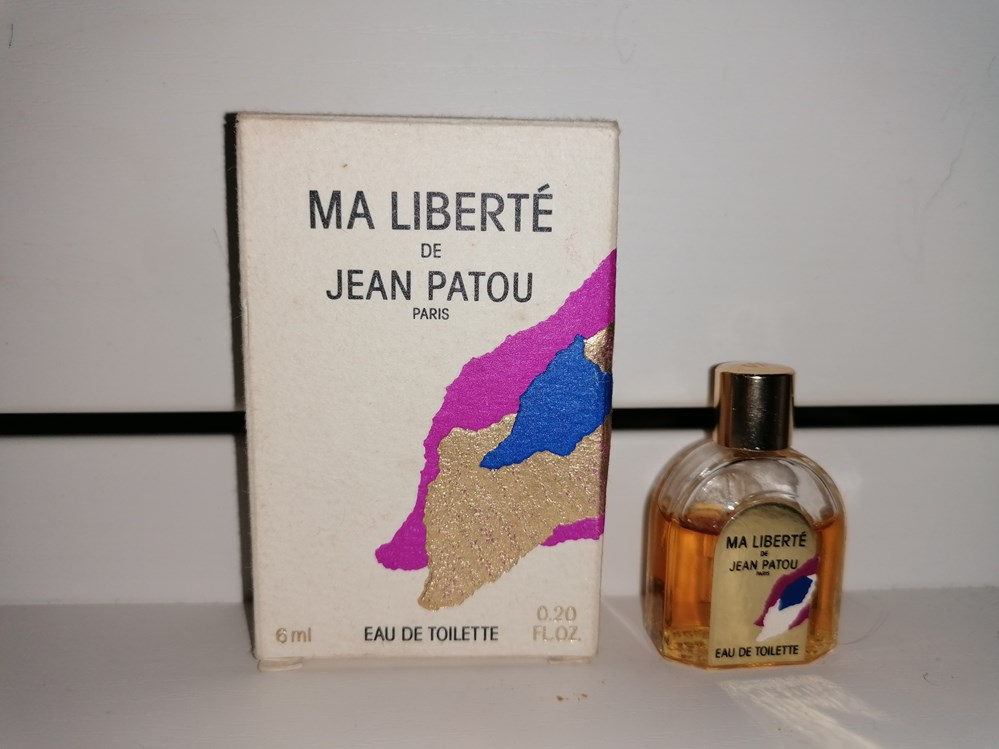 MA LIBERTÉ
DE
JEAN PATOU
PARIS
6 ml
EAU DE TOILETTE
0.20
FL.OZ.
MA LIBERTÉ
DE
JEAN PATOU
PARIS
EAU DE TOILETTE